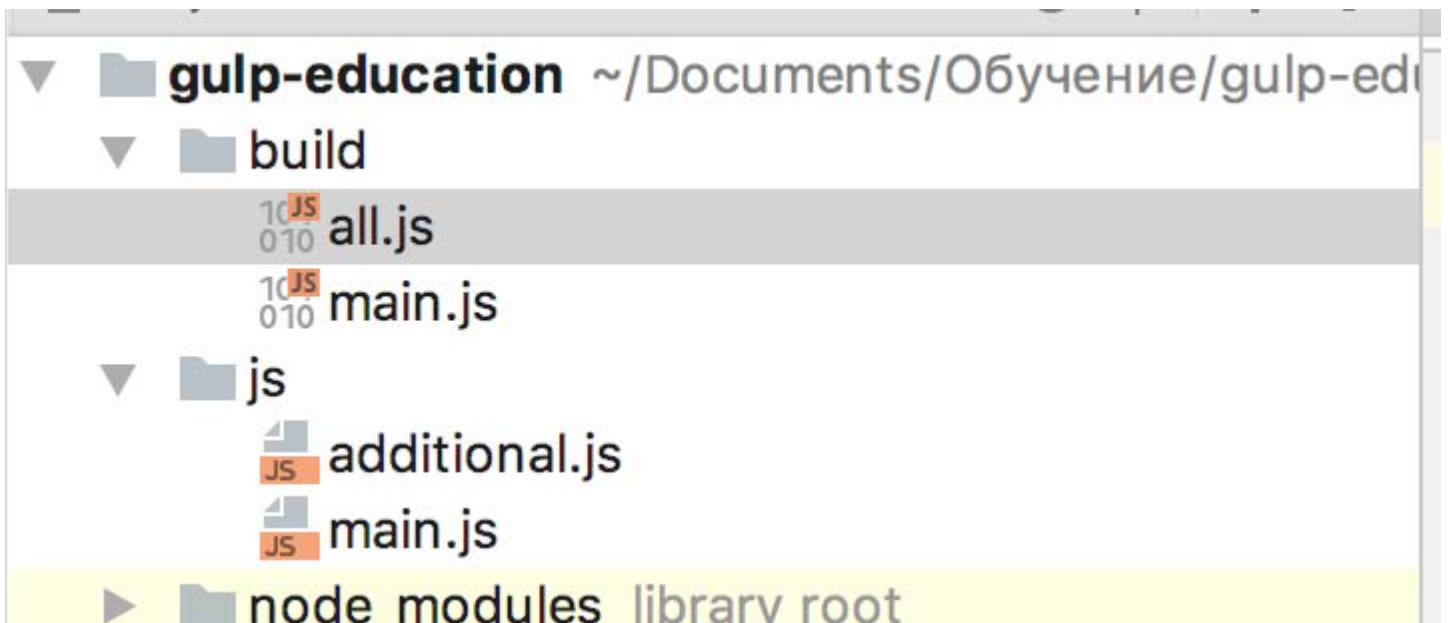 gulp-education ~/Documents/Обучение/gulp-edu
build
all.js
main.js
js
additional.js
main.js
node_modules library root